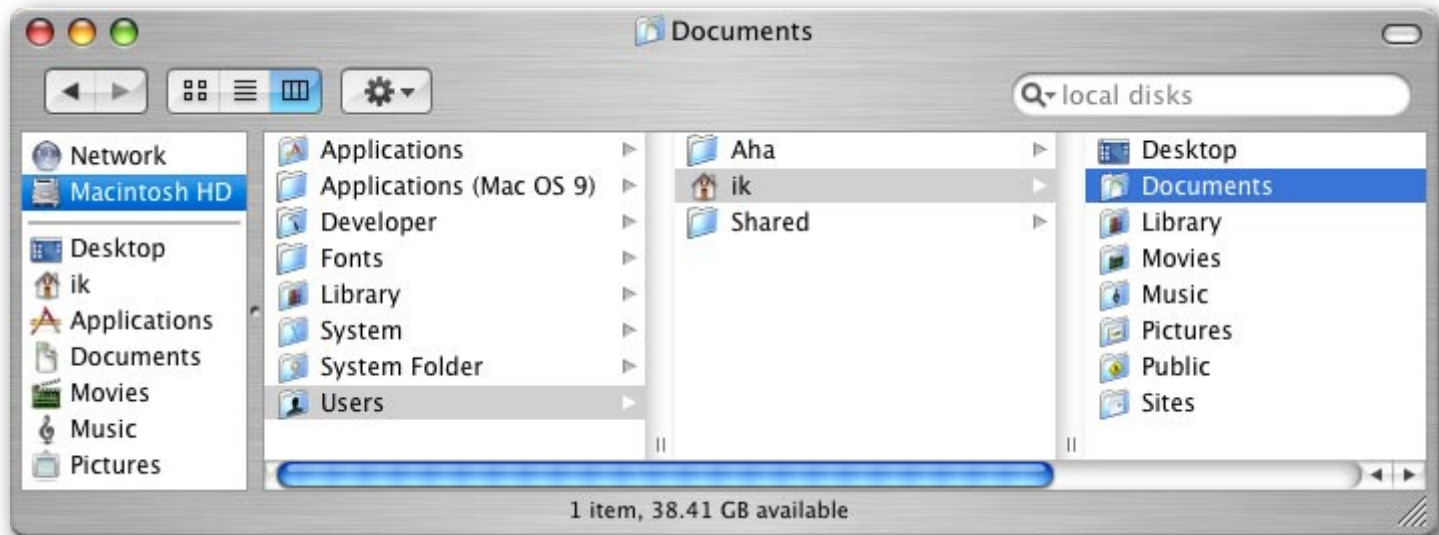 Documents
local disks
Network
Macintosh HD
Desktop
ik
Applications
Documents
Movies
Music
Pictures
Applications
Applications (Mac OS 9)
Developer
Fonts
Library
System
System Folder
Users
Aha
ik
Shared
Desktop
Documents
Library
Movies
Music
Pictures
Public
Sites
1 item, 38.41 GB available